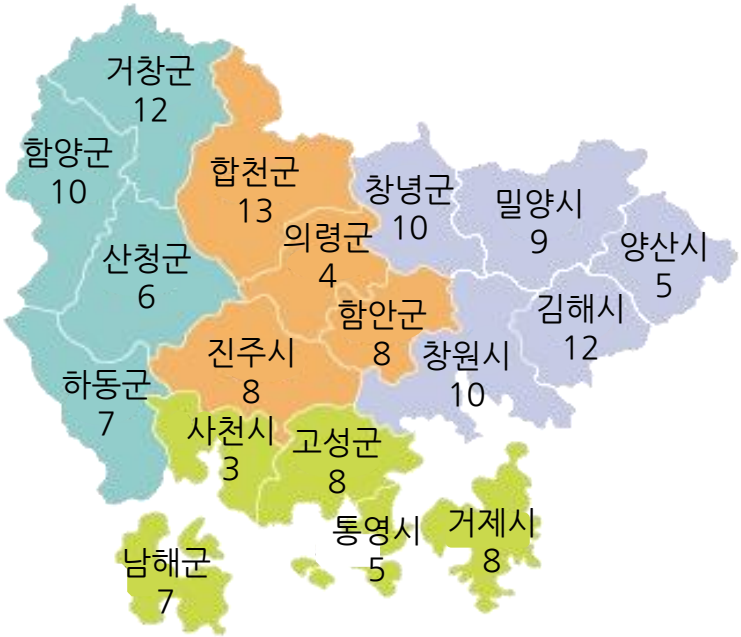 거창군
12
함양군
10
합천군
13
창녕군
10
밀양시
9
양산시
5
의령군
4
산청군
6
김해시
12
함안군
8
진주시
8
창원시
10
하동군
7
사천시
3
고성군
8
통영시
5
거제시
8
남해군
7